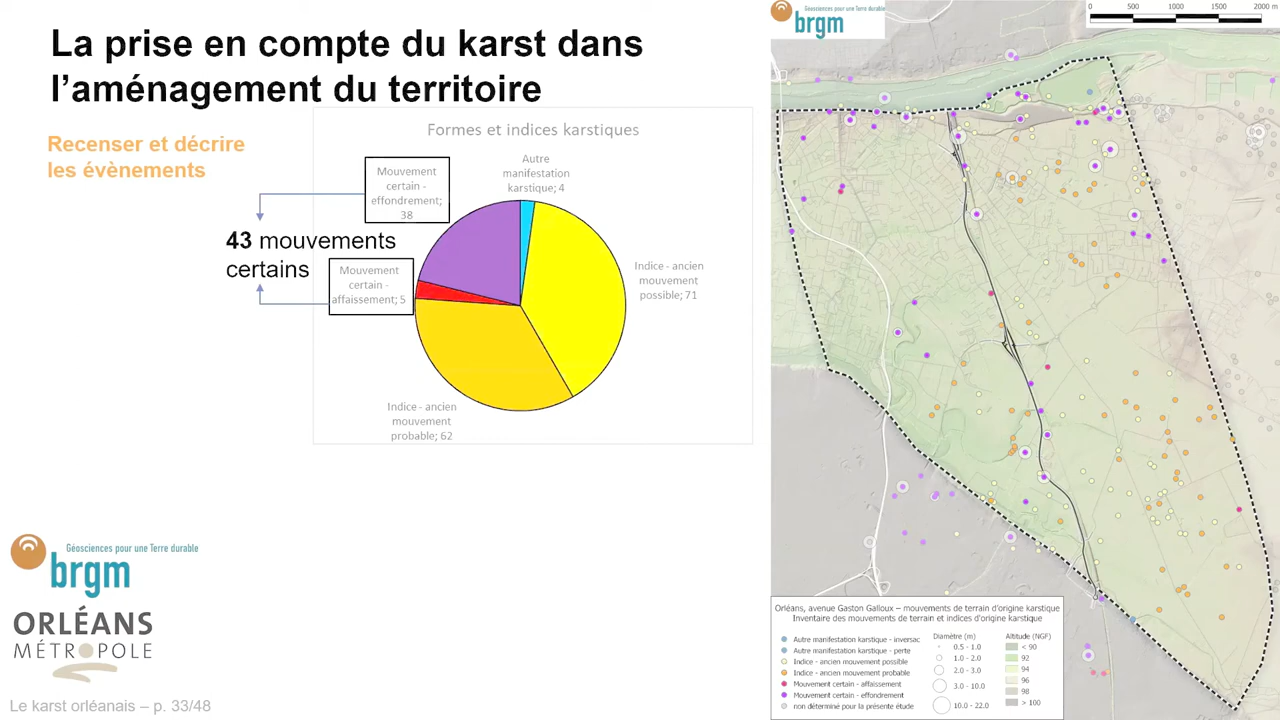 La prise en compte du karst dans
l’aménagement du territoire
Recenser et décrire
les évènements
Formes et indices karstiques
Mouvement
certain -
effondrement;
38
Autre
manifestation
karstique; 4
43 mouvements
certains
Mouvement
certain -
affaissement; 5
Indice - ancien
mouvement
possible; 71
Indice - ancien
mouvement
probable; 62
Géosciences pour une Terre durable
brgm
ORLÉANS
MÉTROPOLE
Le karst orléanais – p. 33/48
Géosciences pour une Terre durable
brgm
0 500 1000 1500 2000 m
Orléans, avenue Gaston Galloux – mouvements de terrain d'origine karstique
Inventaire des mouvements de terrain et indices d'origine karstique
Autre manifestation karstique - inversac
Autre manifestation karstique - perte
Indice - ancien mouvement possible
Indice - ancien mouvement probable
Mouvement certain - affaissement
Mouvement certain - effondrement
non déterminé pour la présente étude
Diamètre (m)
0.5 - 1.0
1.0 - 2.0
2.0 - 3.0
3.0 - 10.0
10.0 - 22.0
Altitude (NGF)
< 90
92
94
96
98
> 100